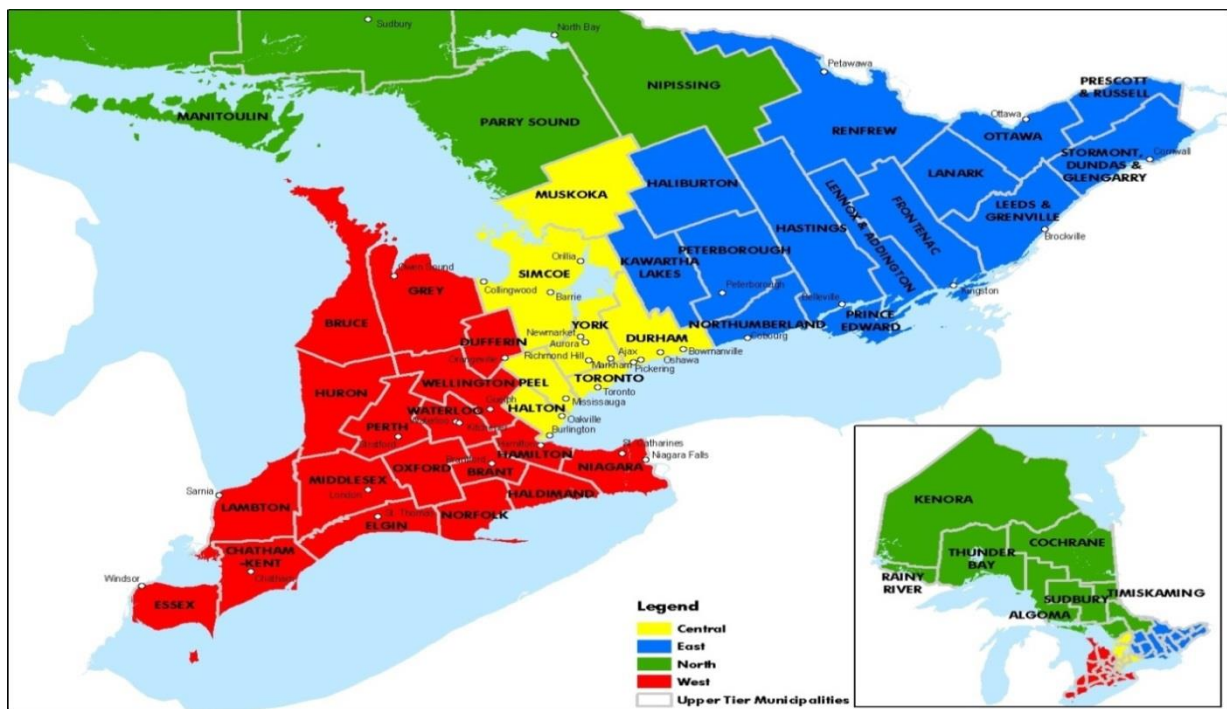 Sudbury
North Bay
NIPISSING
Petawawa
PRESCOTT
& RUSSELL
MANITOULIN
PARRY SOUND
RENFREW
Ottawa
OTTAWA
STORMONT,
DUNDAS &
GLENGARRY
Cornwall
LANARK
MUSKOKA
HALIBURTON
LENNOX & ADDINGTON
FRONTENAC
LEEDS &
GRENVILLE
Brockville
HASTINGS
PETERBOROUGH
KAWARTHA
LAKES
Orillia
SIMCOE
Owen Sound
GREY
Collingwood
Barrie
Peterborough
Belleville
Kingston
PRINCE
EDWARD
BRUCE
YORK
Newmarket
Aurora
Richmond Hill
DURHAM
NORTHUMBERLAND
Cobourg
Bowmanville
DUFFERIN
Orangeville
Ajax
Oshawa
Markham
Pickering
TORONTO
Toronto
HURON
WELLINGTON
PEEL
Mississauga
WATERLOO
Guelph
HALTON
Oakville
Waterloo
Kitchener
PERTH
Stratford
Burlington
Hamilton
HAMILTON
St. Catharines
NIAGARA
Niagara Falls
OXFORD
Brantford
BRANT
HALDIMAND
MIDDLESEX
London
Sarnia
LAMBTON
St. Thomas
ELGIN
NORFOLK
CHATHAM
-KENT
Chatham
Windsor
ESSEX
Legend
Central
East
North
West
Upper Tier Municipalities
KENORA
COCHRANE
THUNDER
BAY
RAINY
RIVER
SUDBURY
TIMISKAMING
ALGOMA